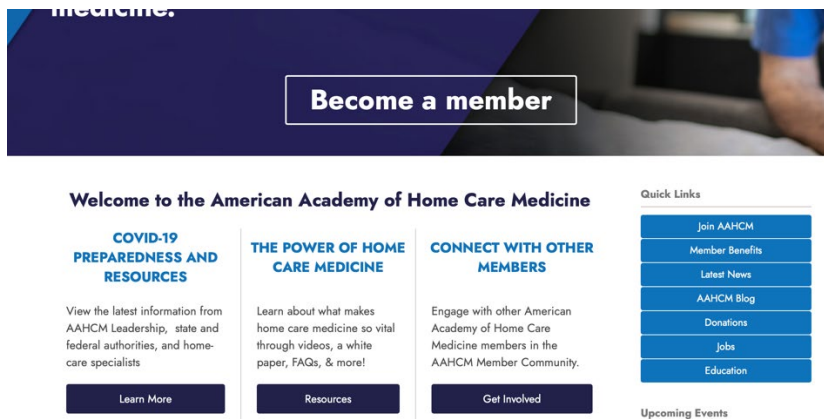 medicine.
Become a member
Welcome to the American Academy of Home Care Medicine
COVID-19
PREPAREDNESS AND
RESOURCES
View the latest information from
AAHCM Leadership, state and
federal authorities, and home-
care specialists
Learn More
THE POWER OF HOME
CARE MEDICINE
Learn about what makes
home care medicine so vital
through videos, a white
paper, FAQs, & more!
Resources
CONNECT WITH OTHER
MEMBERS
Engage with other American
Academy of Home Care
Medicine members in the
AAHCM Member Community.
Get Involved
Quick Links
Join AAHCM
Member Benefits
Latest News
AAHCM Blog
Donations
Jobs
Education
Upcoming Events